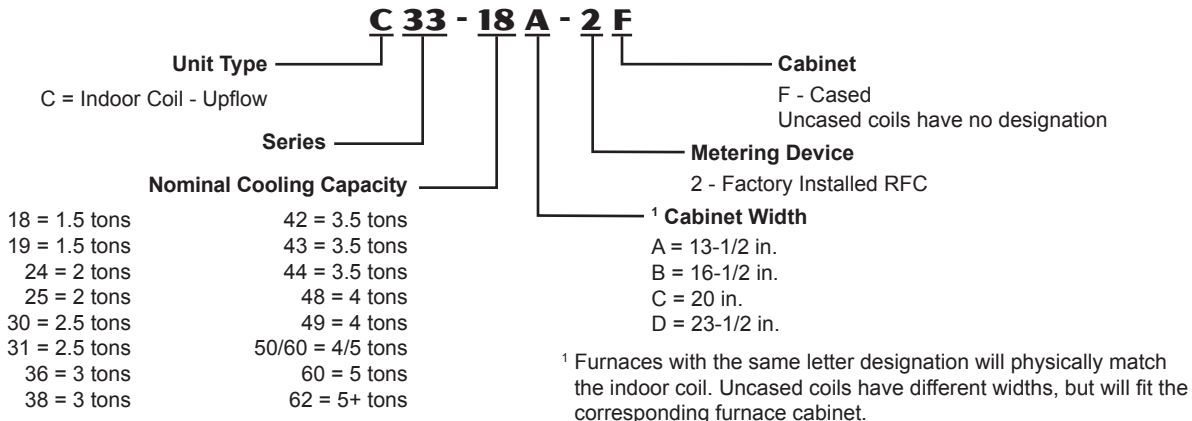 C 33 - 18 A - 2 F
Unit Type
C = Indoor Coil - Upflow
Series
Nominal Cooling Capacity
18 = 1.5 tons
19 = 1.5 tons
24 = 2 tons
25 = 2 tons
30 = 2.5 tons
31 = 2.5 tons
36 = 3 tons
38 = 3 tons
42 = 3.5 tons
43 = 3.5 tons
44 = 3.5 tons
48 = 4 tons
49 = 4 tons
50/60 = 4/5 tons
60 = 5 tons
62 = 5+ tons
Cabinet
F - Cased
Uncased coils have no designation
Metering Device
2 - Factory Installed RFC
1 Cabinet Width
A = 13-1/2 in.
B = 16-1/2 in.
C = 20 in.
D = 23-1/2 in.
1 Furnaces with the same letter designation will physically match
the indoor coil. Uncased coils have different widths, but will fit the
corresponding furnace cabinet.